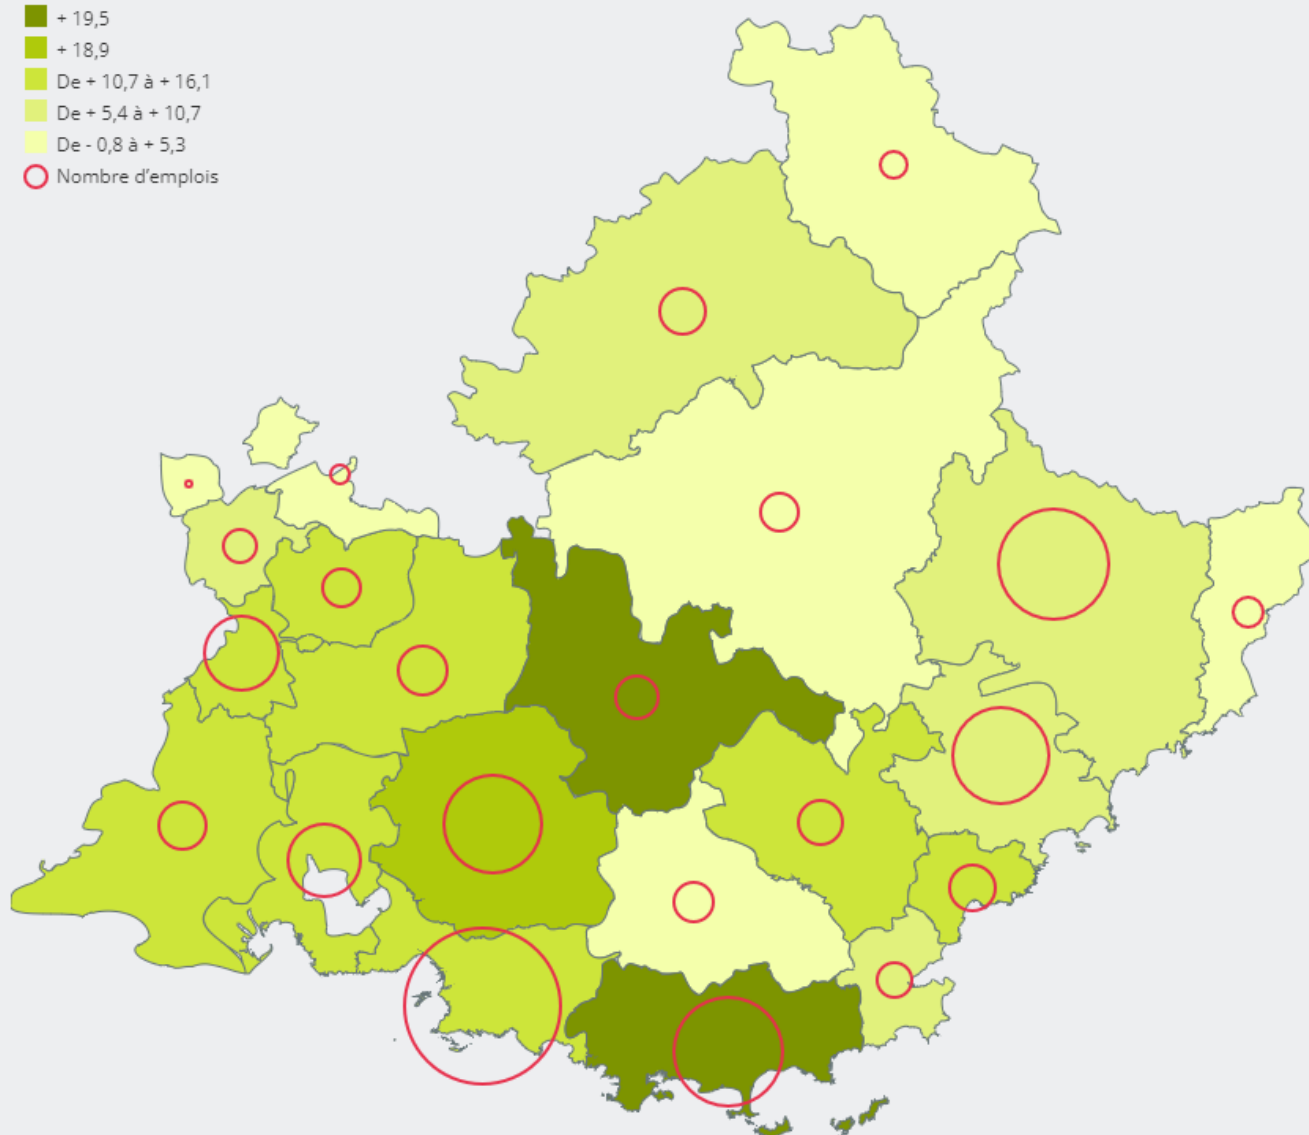 + 19,5
+ 18,9
De + 10,7 à + 16,1
De + 5,4 à + 10,7
De - 0,8 à + 5,3
Nombre d’emplois